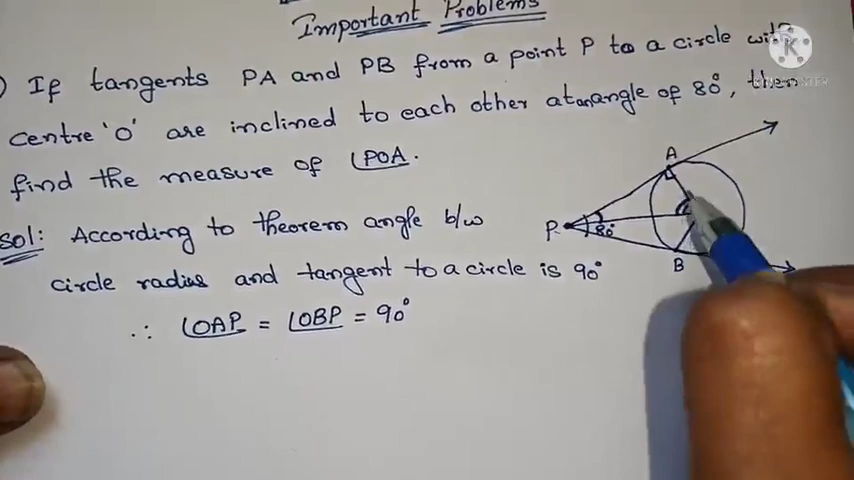 Important Problems
) If tangents PA and PB from a point P to a circle with
centre 'O' are inclined to each other at an angle of 80°, then
find the measure of ∠POA.
Sol: According to theorem angle b/w
circle radius and tangent to a circle is 90°
∴ ∠OAP = ∠OBP = 90°
A
P
80°
B
K